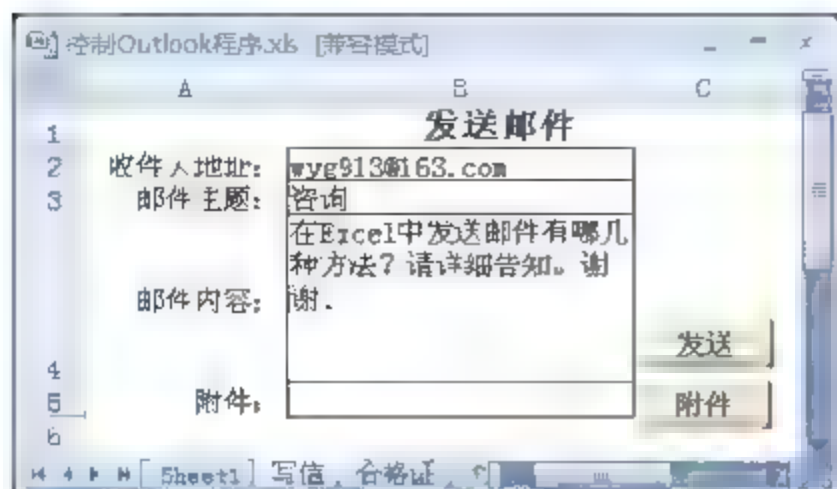 控制Outlook程序.xls [兼容模式]
A B C
1 发送邮件
2 收件人地址: wyg913@163.com
3 邮件主题: 咨询
在Excel中发送邮件有哪几
种方法? 请详细告知。谢
邮件内容: 谢.
发送
4
5 附件: 附件
6
Sheet1 写信 合格证